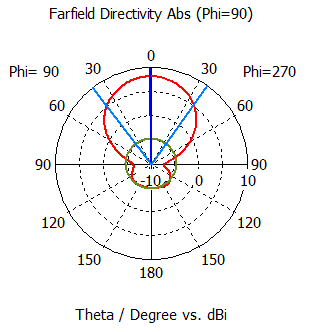 Farfield Directivity Abs (Phi=90)
0
Phi= 90 30 30 Phi=270
60 60
90 -10 0 10 90
120 120
150 150
180
Theta / Degree vs. dBi